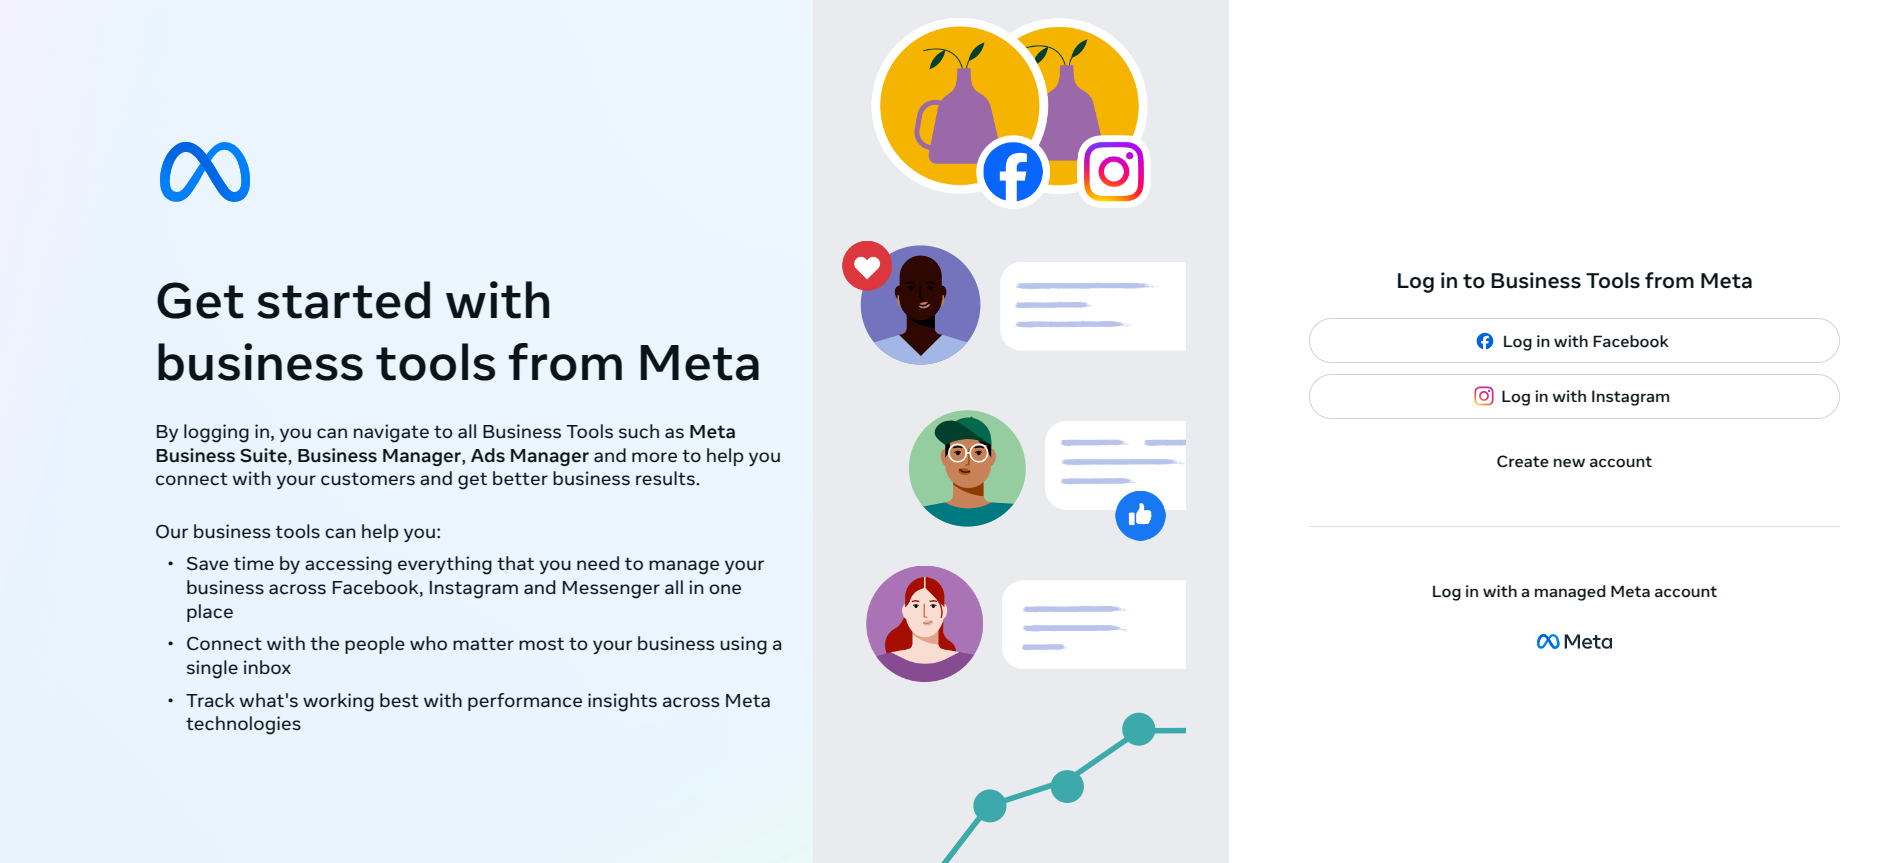 Get started with
business tools from Meta
By logging in, you can navigate to all Business Tools such as Meta
Business Suite, Business Manager, Ads Manager and more to help you
connect with your customers and get better business results.
Our business tools can help you:
• Save time by accessing everything that you need to manage your
business across Facebook, Instagram and Messenger all in one
place
• Connect with the people who matter most to your business using a
single inbox
• Track what's working best with performance insights across Meta
technologies
Log in to Business Tools from Meta
Log in with Facebook
Log in with Instagram
Create new account
Log in with a managed Meta account
Meta